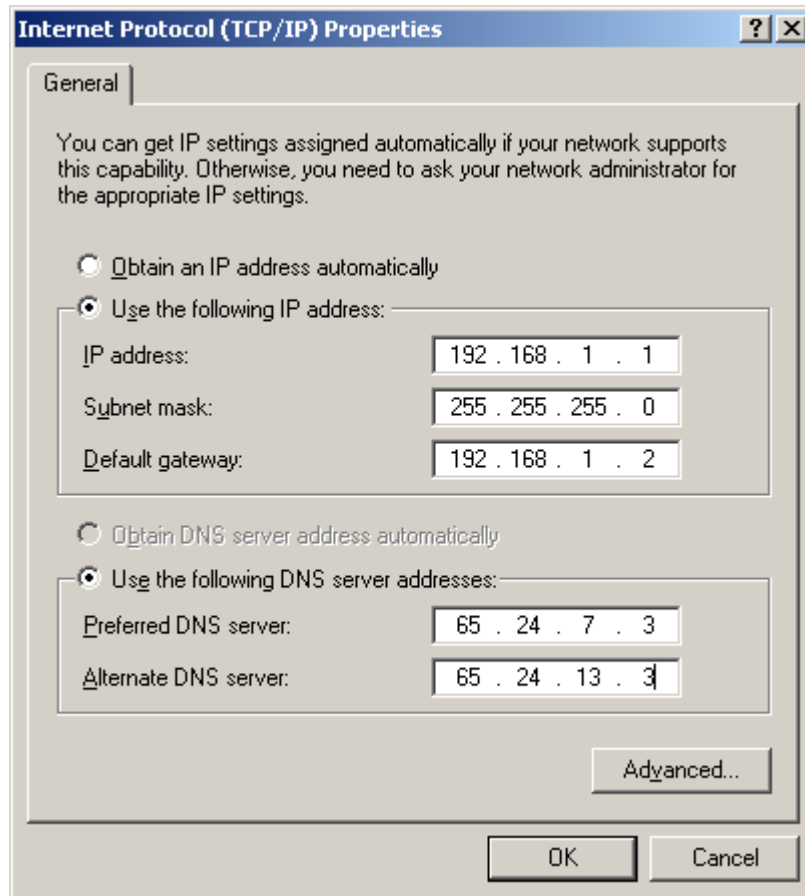 Internet Protocol (TCP/IP) Properties
General
You can get IP settings assigned automatically if your network supports
this capability. Otherwise, you need to ask your network administrator for
the appropriate IP settings.
Obtain an IP address automatically
Use the following IP address:
IP address: 192 . 168 . 1 . 1
Subnet mask: 255 . 255 . 255 . 0
Default gateway: 192 . 168 . 1 . 2
Obtain DNS server address automatically
Use the following DNS server addresses:
Preferred DNS server: 65 . 24 . 7 . 3
Alternate DNS server: 65 . 24 . 13 . 3
Advanced...
OK Cancel